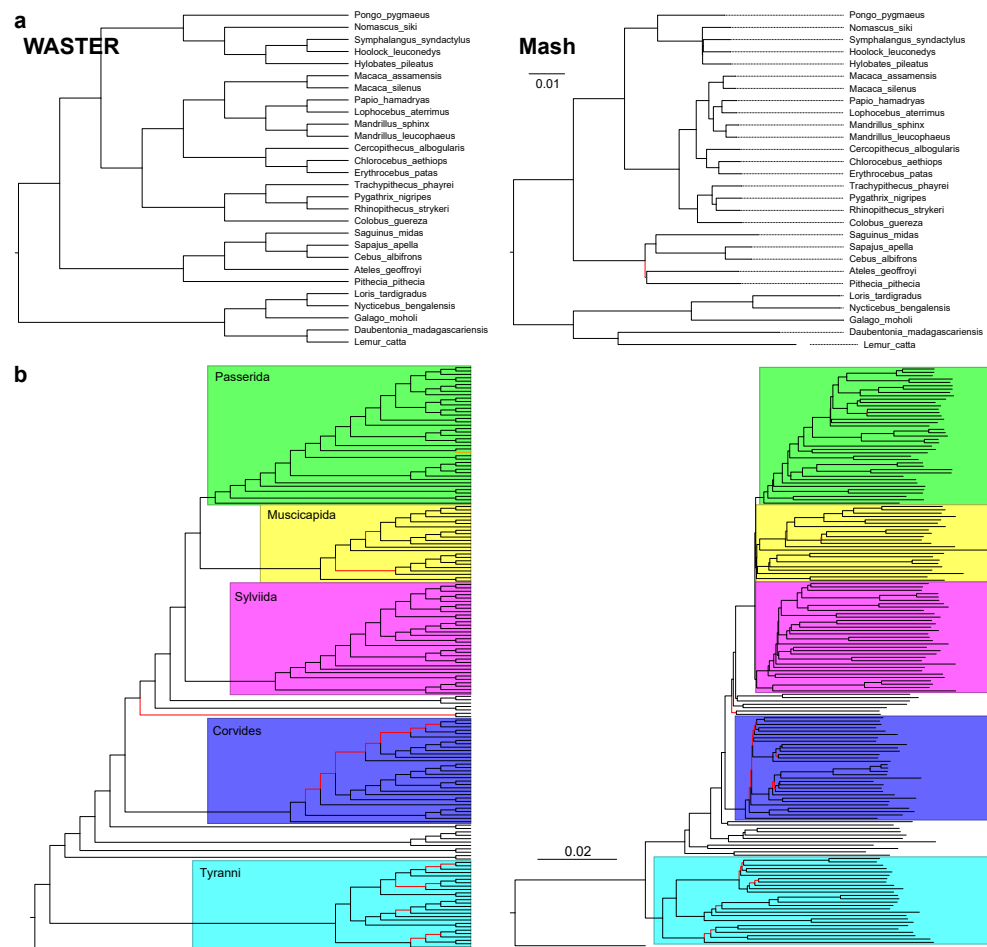 a
WASTER
Pongo_pygmaeus
Nomascus_siki
Symphalangus_syndactylus
Hoolock_leuconedys
Hylobates_pileatus
Macaca_assamensis
Macaca_silenus
Papio_hamadryas
Lophocebus_aterrimus
Mandrillus_sphinx
Mandrillus_leucophaeus
Cercopithecus_albogularis
Chlorocebus_aethiops
Erythrocebus_patas
Trachypithecus_phayrei
Pygathrix_nigripes
Rhinopithecus_strykeri
Colobus_guereza
Saguinus_midas
Sapajus_apella
Cebus_albifrons
Ateles_geoffroyi
Pithecia_pithecia
Loris_tardigradus
Nycticebus_bengalensis
Galago_moholi
Daubentonia_madagascariensis
Lemur_catta
Mash
0.01
Pongo_pygmaeus
Nomascus_siki
Symphalangus_syndactylus
Hoolock_leuconedys
Hylobates_pileatus
Macaca_assamensis
Macaca_silenus
Papio_hamadryas
Lophocebus_aterrimus
Mandrillus_sphinx
Mandrillus_leucophaeus
Cercopithecus_albogularis
Chlorocebus_aethiops
Erythrocebus_patas
Trachypithecus_phayrei
Pygathrix_nigripes
Rhinopithecus_strykeri
Colobus_guereza
Saguinus_midas
Sapajus_apella
Cebus_albifrons
Ateles_geoffroyi
Pithecia_pithecia
Loris_tardigradus
Nycticebus_bengalensis
Galago_moholi
Daubentonia_madagascariensis
Lemur_catta
b
Passerida
Muscicapida
Sylviida
Corvides
Tyranni
0.02